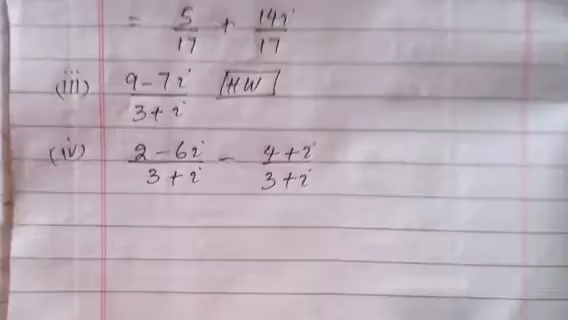 = 5/17 + 14i/17
(iii) 9-7i/3+i [HW]
(iv) 2-6i/3+i - 4+i/3+i